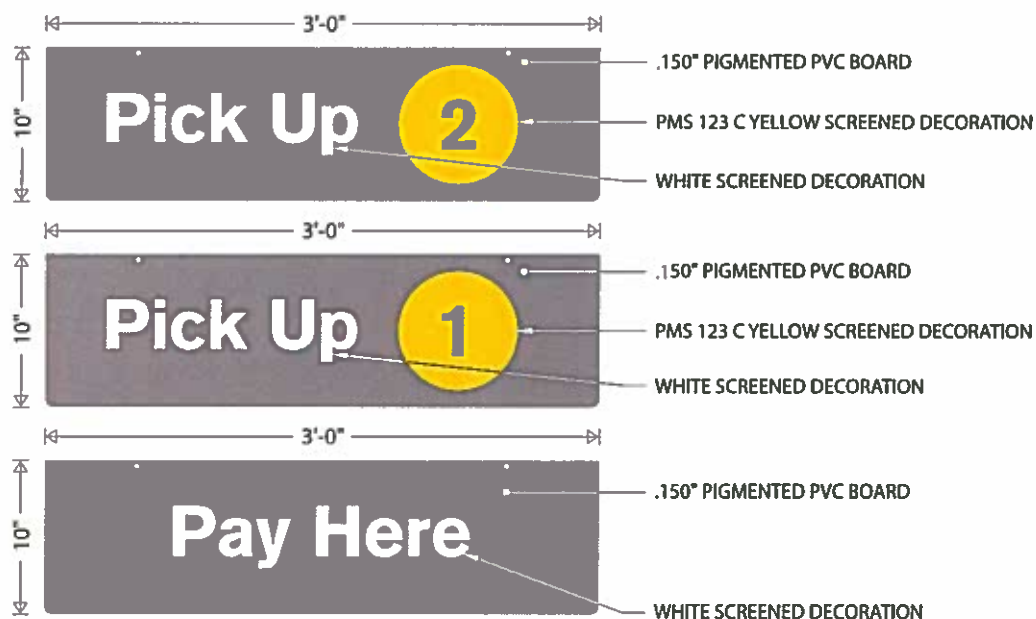 3'-0"
.150" PIGMENTED PVC BOARD
10"
Pick Up 2
PMS 123 C YELLOW SCREENED DECORATION
WHITE SCREENED DECORATION
3'-0"
.150" PIGMENTED PVC BOARD
10"
Pick Up 1
PMS 123 C YELLOW SCREENED DECORATION
WHITE SCREENED DECORATION
3'-0"
.150" PIGMENTED PVC BOARD
10"
Pay Here
WHITE SCREENED DECORATION